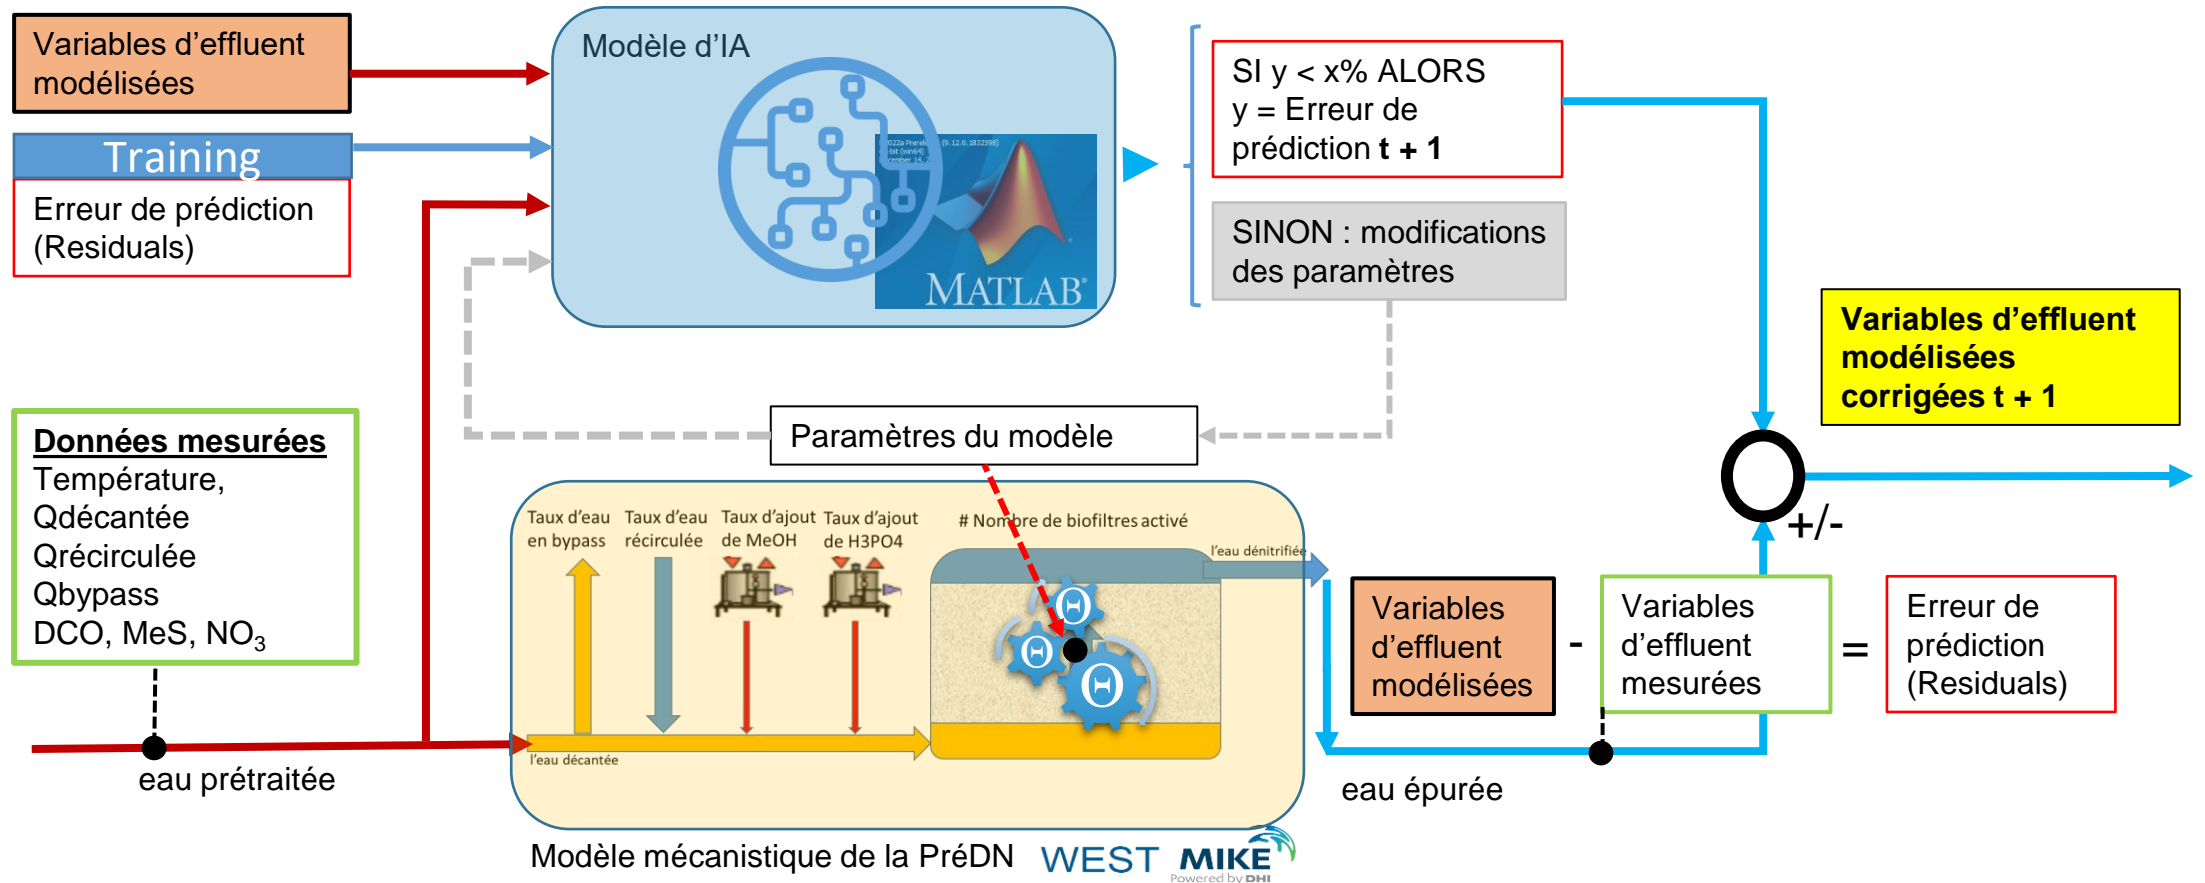 Variables d’effluent
modélisées
Training
Erreur de prédiction
(Residuals)
Modèle d’IA
(9.12.0.1832598)
MATLAB®
SI y < x% ALORS
y = Erreur de
prédiction t + 1
SINON : modifications
des paramètres
Variables d’effluent
modélisées
corrigées t + 1
Données mesurées
Température,
Qdécantée
Qrécirculée
Qbypass
DCO, MeS, NO₃
eau prétraitée
Paramètres du modèle
Taux d’eau
en bypass
Taux d’eau
récirculée
Taux d’ajout
de MeOH
Taux d’ajout
de H3PO4
# Nombre de biofiltres activé
l’eau dénitrifiée
Θ
Θ
Θ
l’eau décantée
+/-
Variables
d’effluent
modélisées
-
Variables
d’effluent
mesurées
=
Erreur de
prédiction
(Residuals)
eau épurée
Modèle mécanistique de la PréDN
WEST
MIKE
Powered by DHI